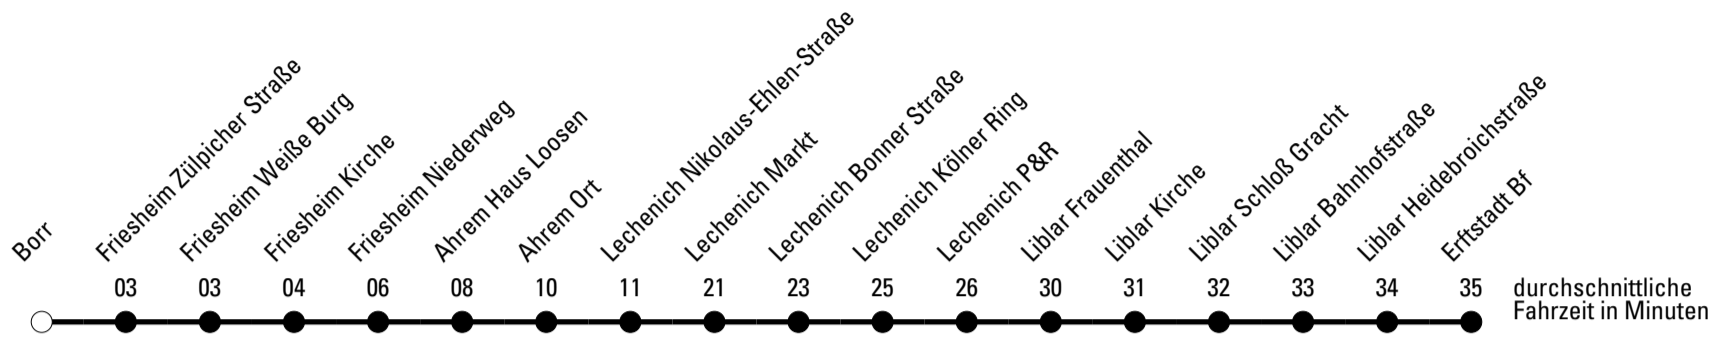 Borr
Friesheim Zülpicher Straße
Friesheim Weiße Burg
Friesheim Kirche
Friesheim Niederweg
Ahrem Haus Loosen
Ahrem Ort
Lechenich Nikolaus-Ehlen-Straße
Lechenich Markt
Lechenich Bonner Straße
Lechenich Kölner Ring
Lechenich P&R
Liblar Frauenthal
Liblar Kirche
Liblar Schloß Gracht
Liblar Bahnhofstraße
Liblar Heidebroichstraße
Erftstadt Bf
03 03 04 06 08 10 11 21 23 25 26 30 31 32 33 34 35
durchschnittliche
Fahrzeit in Minuten